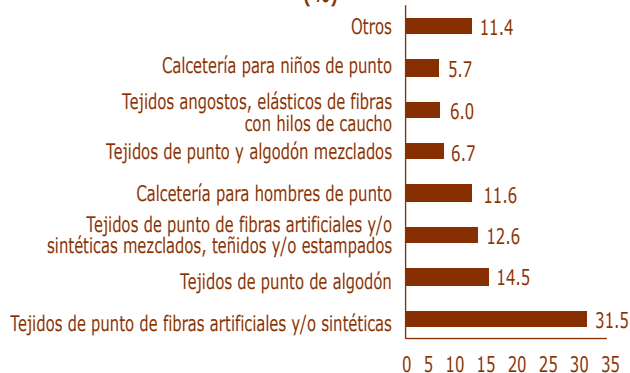 (%)
Otros 11.4
Calcetería para niños de punto 5.7
Tejidos angostos, elásticos de fibras
con hilos de caucho 6.0
Tejidos de punto y algodón mezclados 6.7
Calcetería para hombres de punto 11.6
Tejidos de punto de fibras artificiales y/o
sintéticas mezclados, teñidos y/o estampados 12.6
Tejidos de punto de algodón 14.5
Tejidos de punto de fibras artificiales y/o sintéticas 31.5
0 5 10 15 20 25 30 35